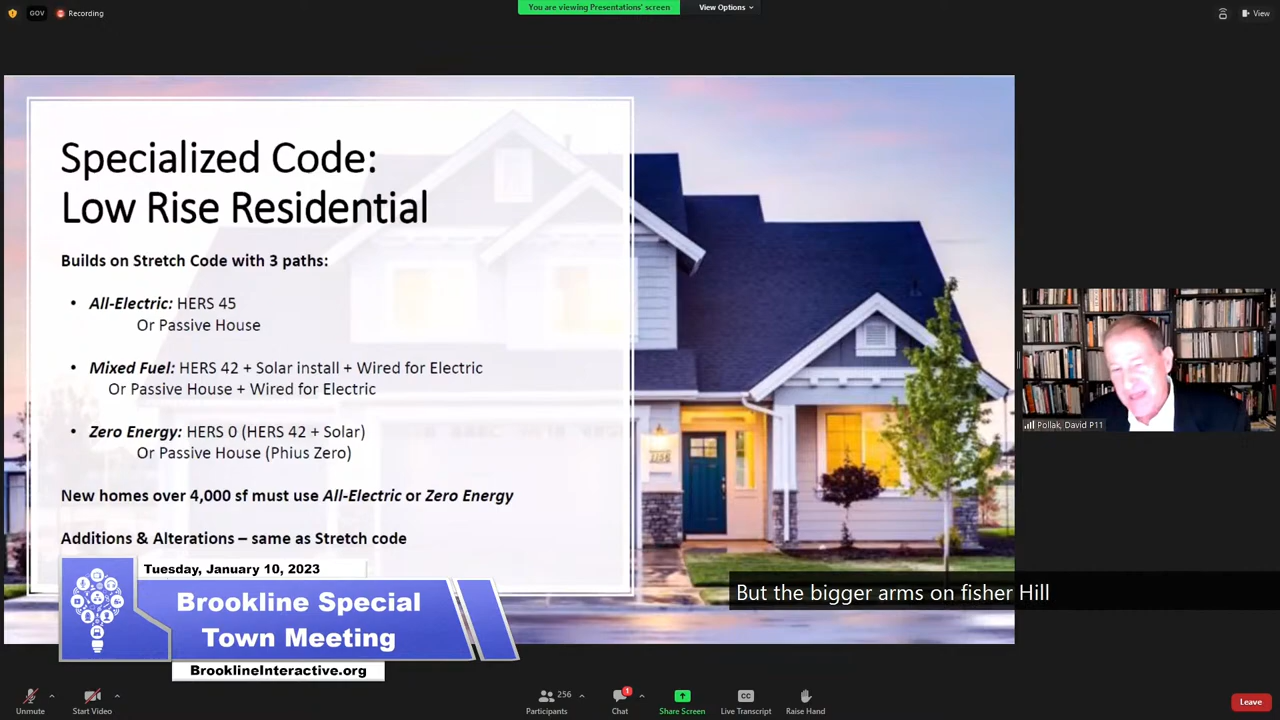 GOV
Recording
You are viewing Presentations' screen
View Options
View
Specialized Code:
Low Rise Residential
Builds on Stretch Code with 3 paths:
• All-Electric: HERS 45
Or Passive House
• Mixed Fuel: HERS 42 + Solar install + Wired for Electric
Or Passive House + Wired for Electric
• Zero Energy: HERS 0 (HERS 42 + Solar)
Or Passive House (Phius Zero)
New homes over 4,000 sf must use All-Electric or Zero Energy
Additions & Alterations – same as Stretch code
Pollak, David P11
Tuesday, January 10, 2023
Brookline Special
Town Meeting
BrooklineInteractive.org
But the bigger arms on fisher Hill
Unmute
Start Video
256
Participants
1
Chat
Share Screen
CC
Live Transcript
Raise Hand
Leave